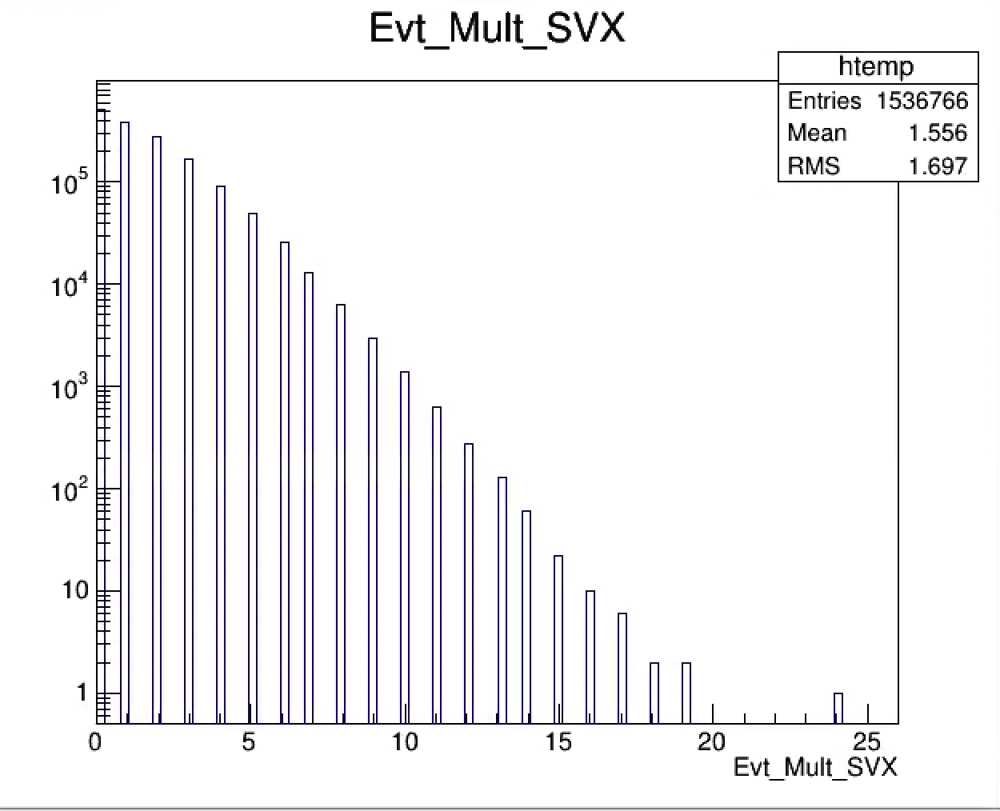 Evt_Mult_SVX
htemp
Entries 1536766
Mean 1.556
RMS 1.697
10⁵
10⁴
10³
10²
10
1
0 5 10 15 20 25
Evt_Mult_SVX